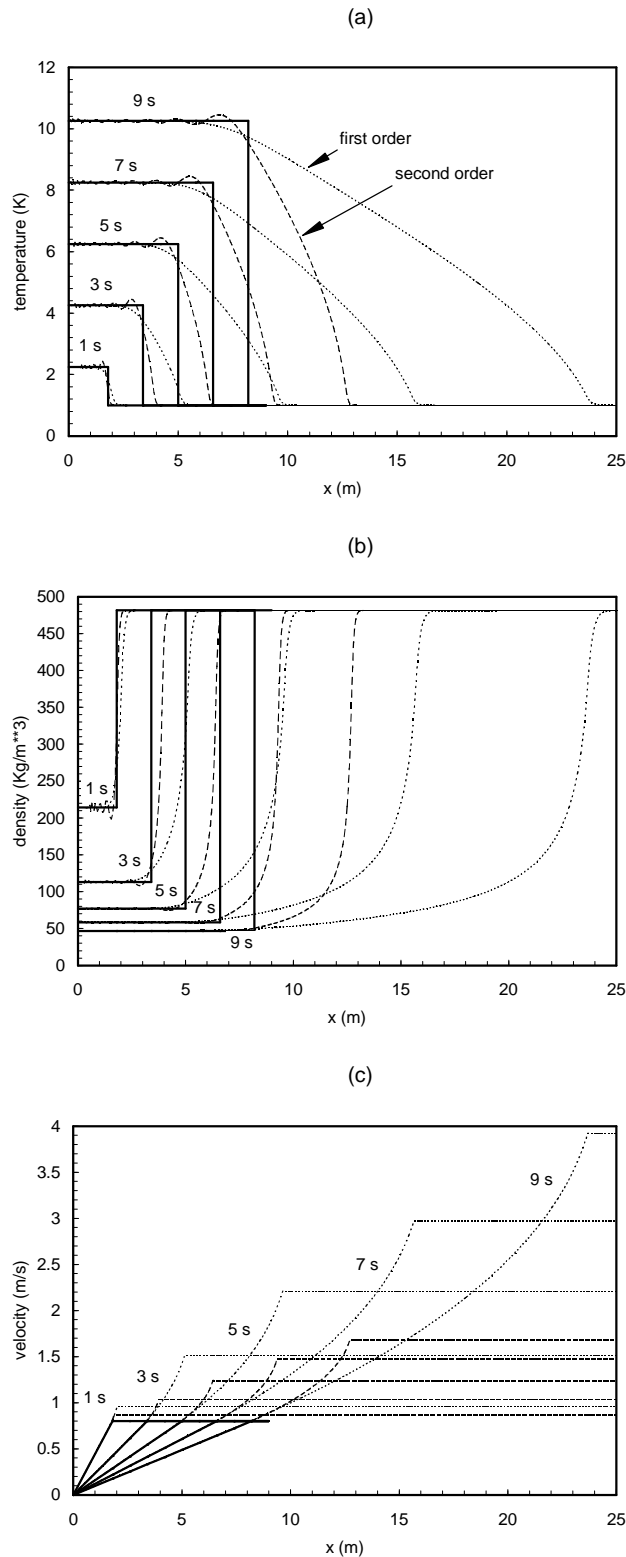 (a)
12
10
8
6
4
2
0
temperature (K)
9 s
7 s
5 s
3 s
1 s
first order
second order
0 5 10 15 20 25
x (m)
(b)
500
450
400
350
300
250
200
150
100
50
0
density (Kg/m**3)
1 s
3 s
5 s
7 s
9 s
0 5 10 15 20 25
x (m)
(c)
4
3.5
3
2.5
2
1.5
1
0.5
0
velocity (m/s)
9 s
7 s
5 s
3 s
1 s
0 5 10 15 20 25
x (m)